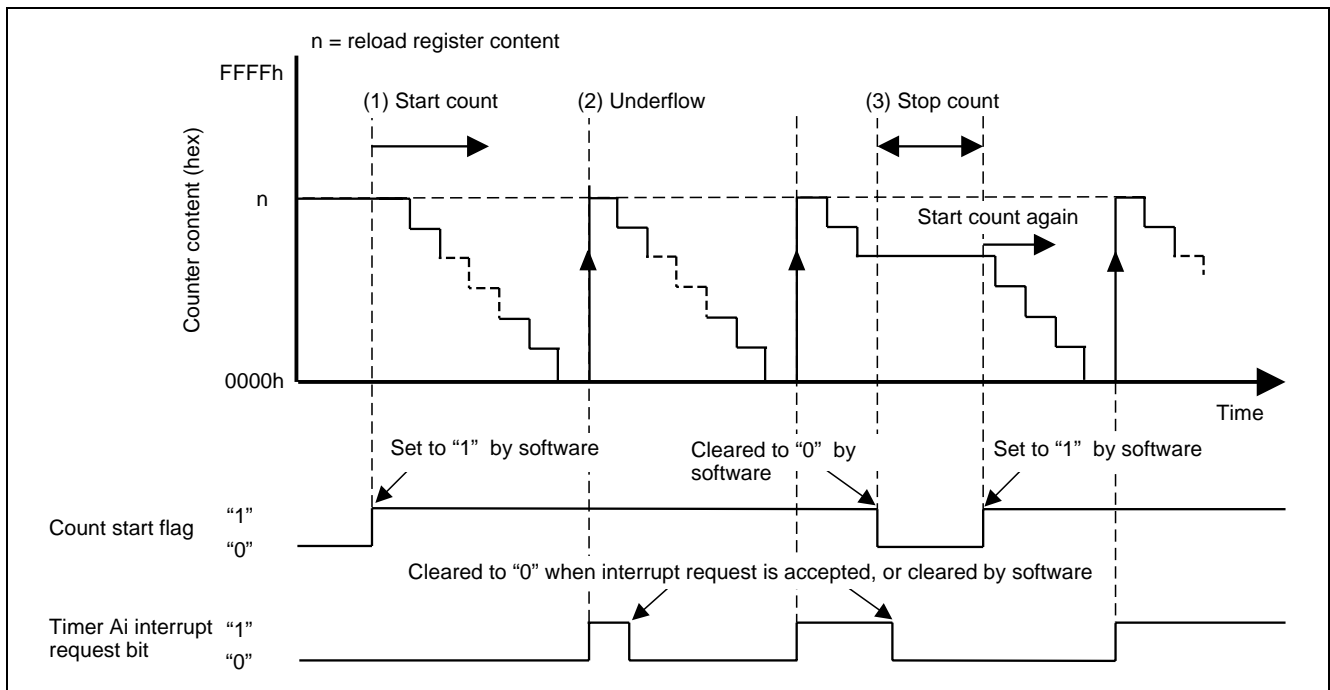 n = reload register content
FFFFh
(1) Start count
(2) Underflow
(3) Stop count
Counter content (hex)
n
Start count again
0000h
Time
Set to “1” by software
Cleared to “0” by
software
Set to “1” by software
Count start flag
“1”
“0”
Cleared to “0” when interrupt request is accepted, or cleared by software
Timer Ai interrupt
request bit
“1”
“0”